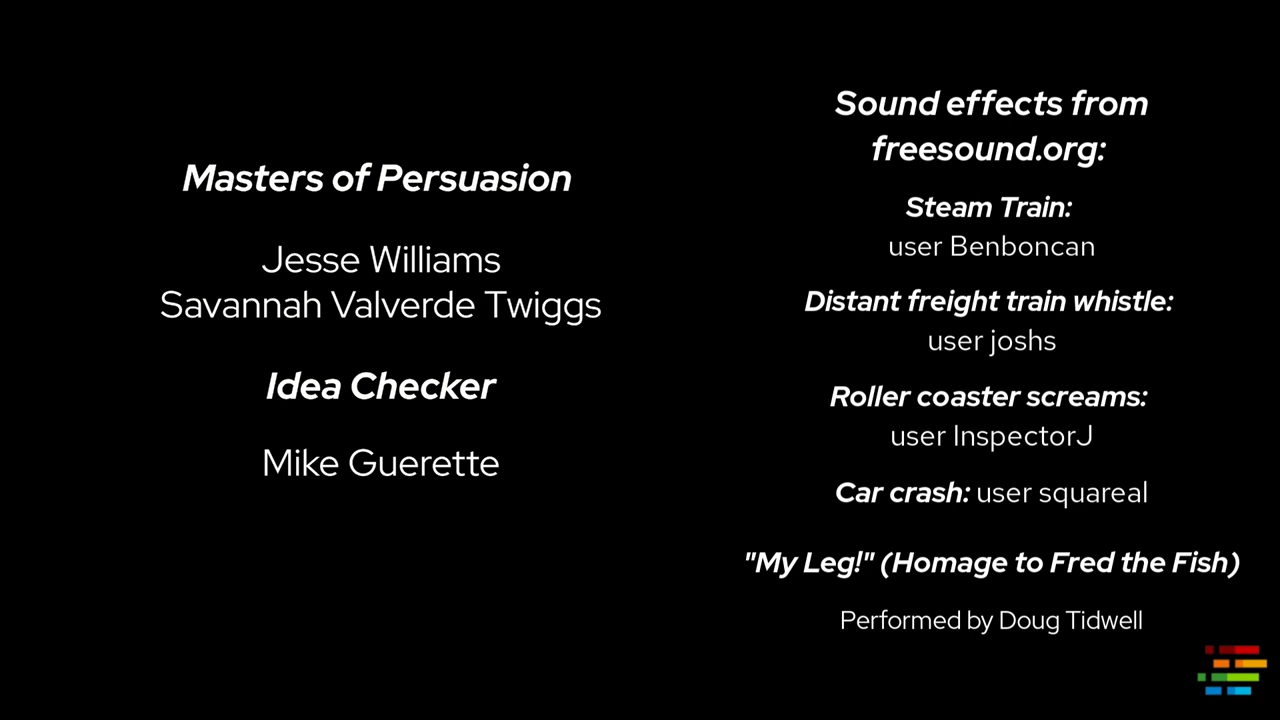 Masters of Persuasion
Jesse Williams
Savannah Valverde Twiggs
Idea Checker
Mike Guerette
Sound effects from
freesound.org:
Steam Train:
user Benboncan
Distant freight train whistle:
user joshs
Roller coaster screams:
user InspectorJ
Car crash: user squareal
"My Leg!" (Homage to Fred the Fish)
Performed by Doug Tidwell